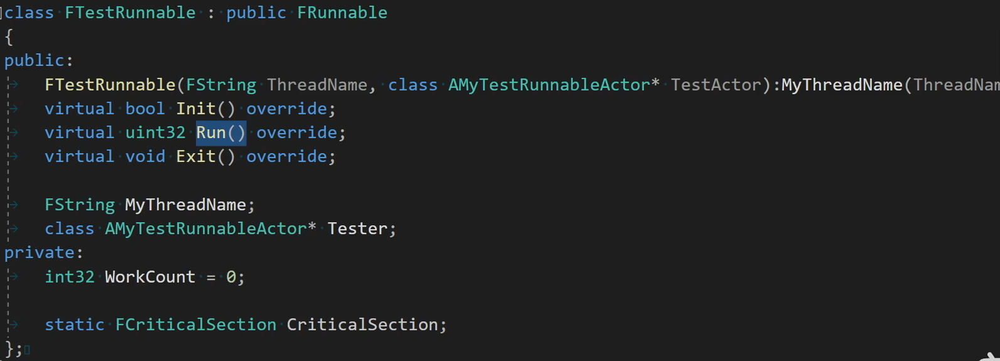 class FTestRunnable : public FRunnable
{
public:
FTestRunnable(FString ThreadName, class AMyTestRunnableActor* TestActor):MyThreadName(ThreadNam
virtual bool Init() override;
virtual uint32 Run() override;
virtual void Exit() override;
FString MyThreadName;
class AMyTestRunnableActor* Tester;
private:
int32 WorkCount = 0;
static FCriticalSection CriticalSection;
};